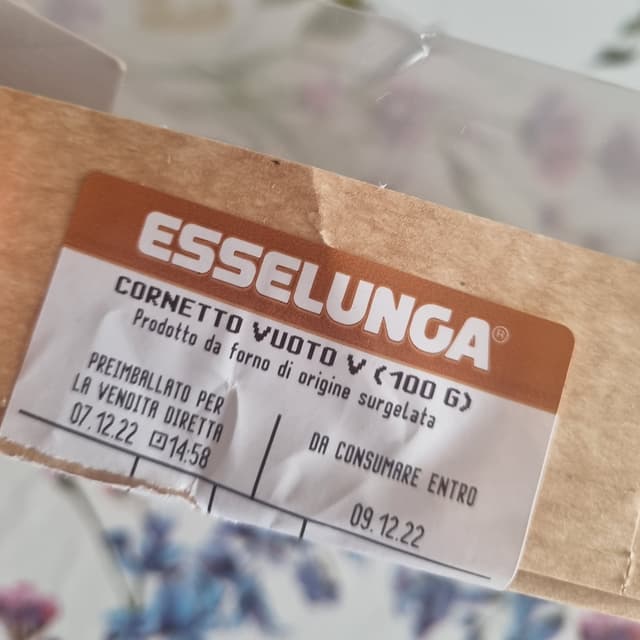 ESSELUNGA®
CORNETTO VUOTO V (100 G)
Prodotto da forno di origine surgelata
PREIMBALLATO PER
LA VENDITA DIRETTA
07.12.22 14:58
DA CONSUMARE ENTRO
09.12.22